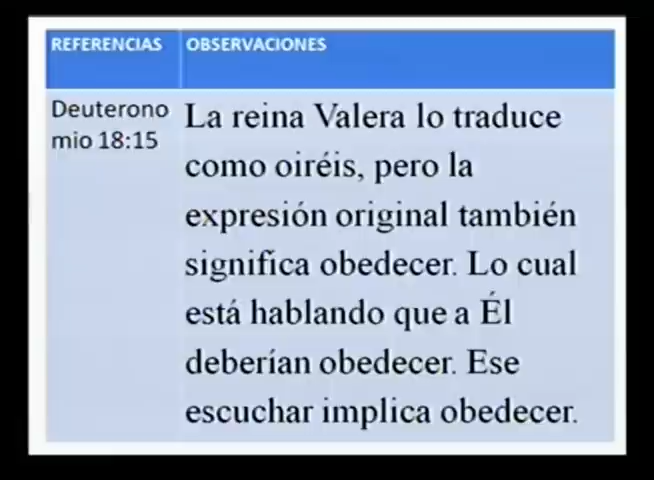 REFERENCIAS OBSERVACIONES
Deuterono
mio 18:15
La reina Valera lo traduce
como oiréis, pero la
expresión original también
significa obedecer. Lo cual
está hablando que a Él
deberían obedecer. Ese
escuchar implica obedecer.